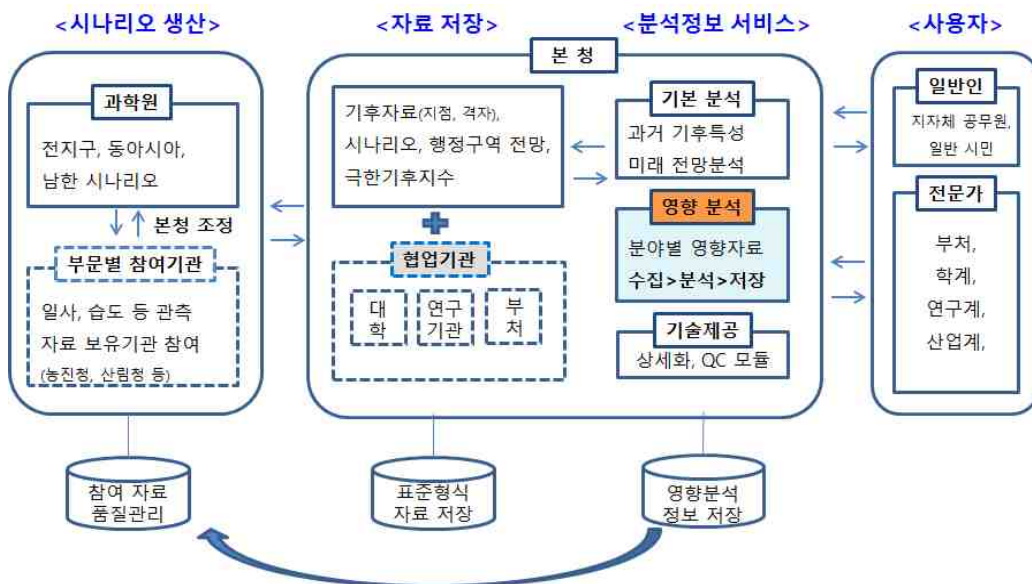 <시나리오 생산>
<자료 저장>
<분석정보 서비스>
<사용자>
본 청
과학원
전지구, 동아시아,
남한 시나리오
본청 조정
부문별 참여기관
일사, 습도 등 관측
자료 보유기관 참여
(농진청, 산림청 등)
기후자료(지점, 격자),
시나리오, 행정구역 전망,
극한기후지수
협업기관
대
학
연구
기관
부
처
기본 분석
과거 기후특성
미래 전망분석
영향 분석
분야별 영향자료
수집>분석>저장
기술제공
상세화, QC 모듈
일반인
지자체 공무원,
일반 시민
전문가
부처,
학계,
연구계,
산업계,
참여 자료
품질관리
표준형식
자료 저장
영향분석
정보 저장